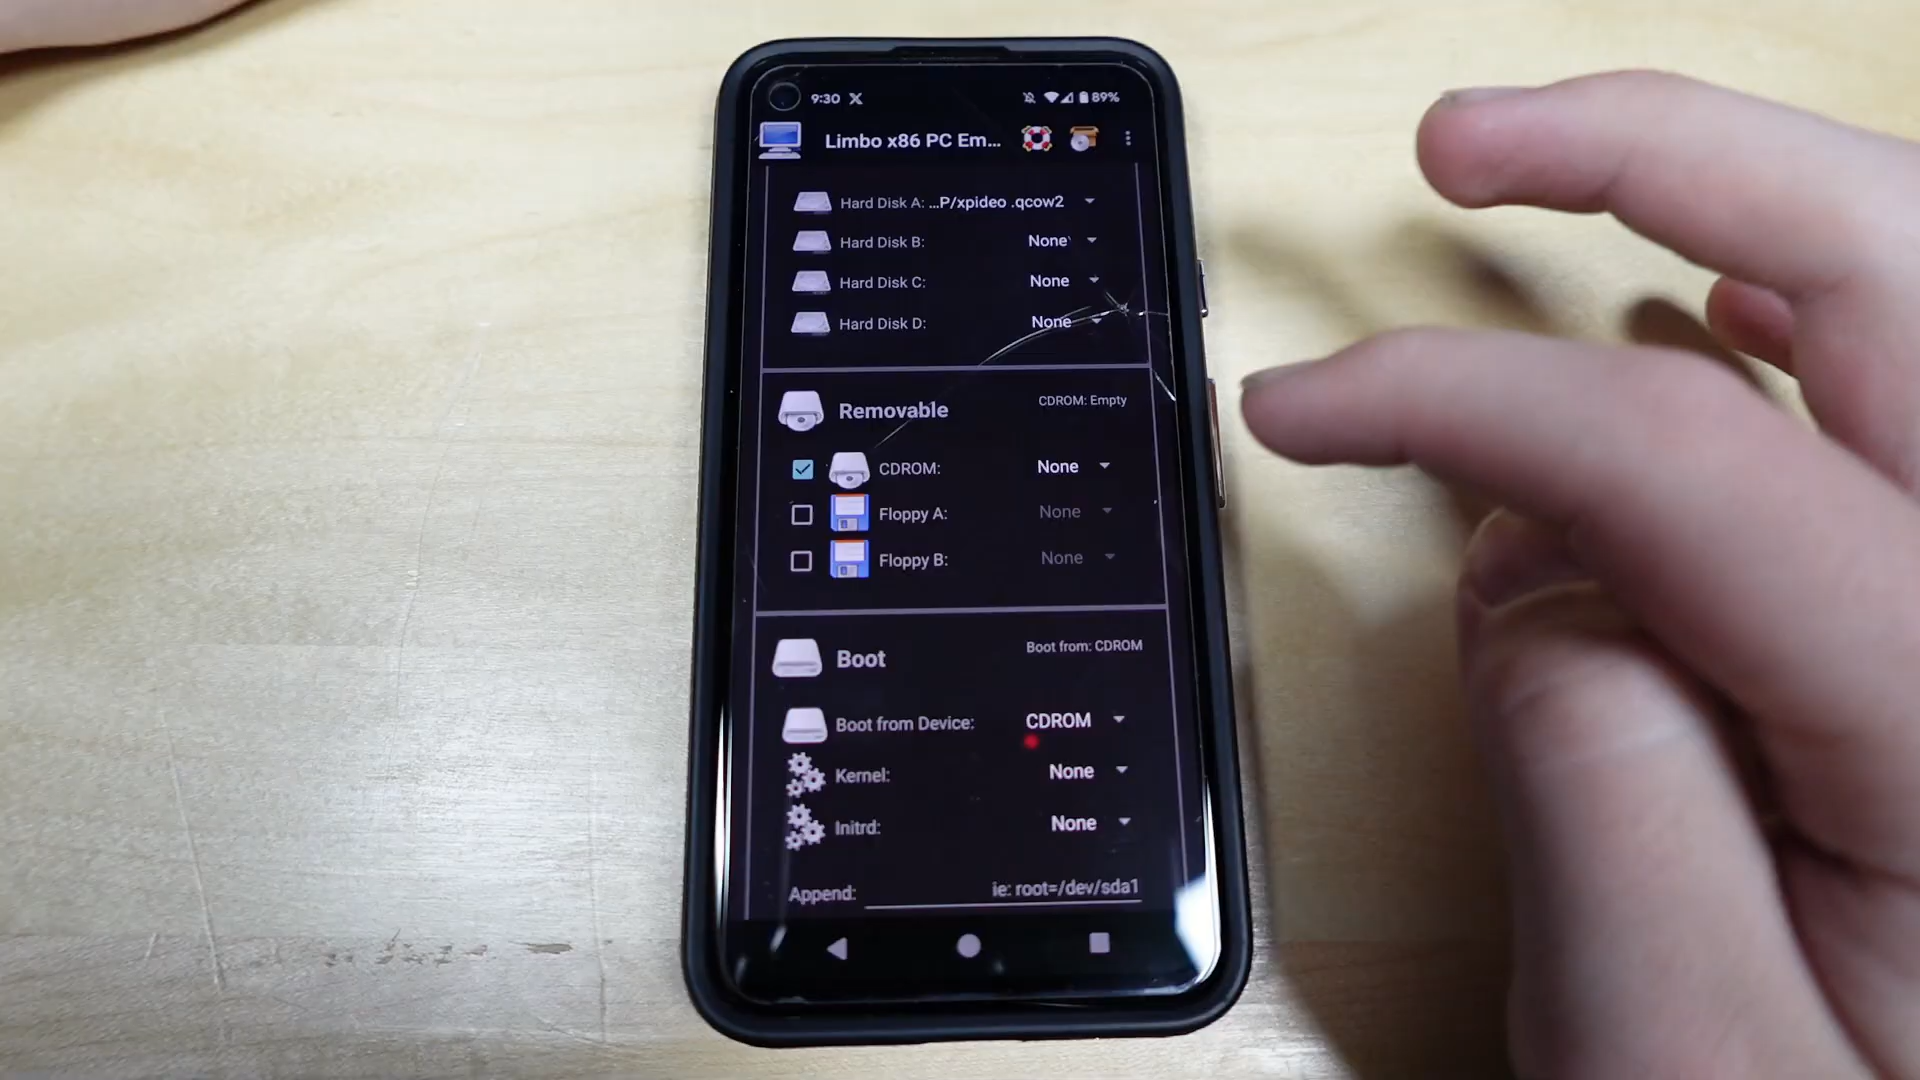 9:30 X 89%
Limbo x86 PC Em...
Hard Disk A: ...P/xpideo .qcow2
Hard Disk B: None
Hard Disk C: None
Hard Disk D: None
Removable CDROM: Empty
CDROM: None
Floppy A: None
Floppy B: None
Boot Boot from: CDROM
Boot from Device: CDROM
Kernel: None
Initrd: None
Append: ie: root=/dev/sda1